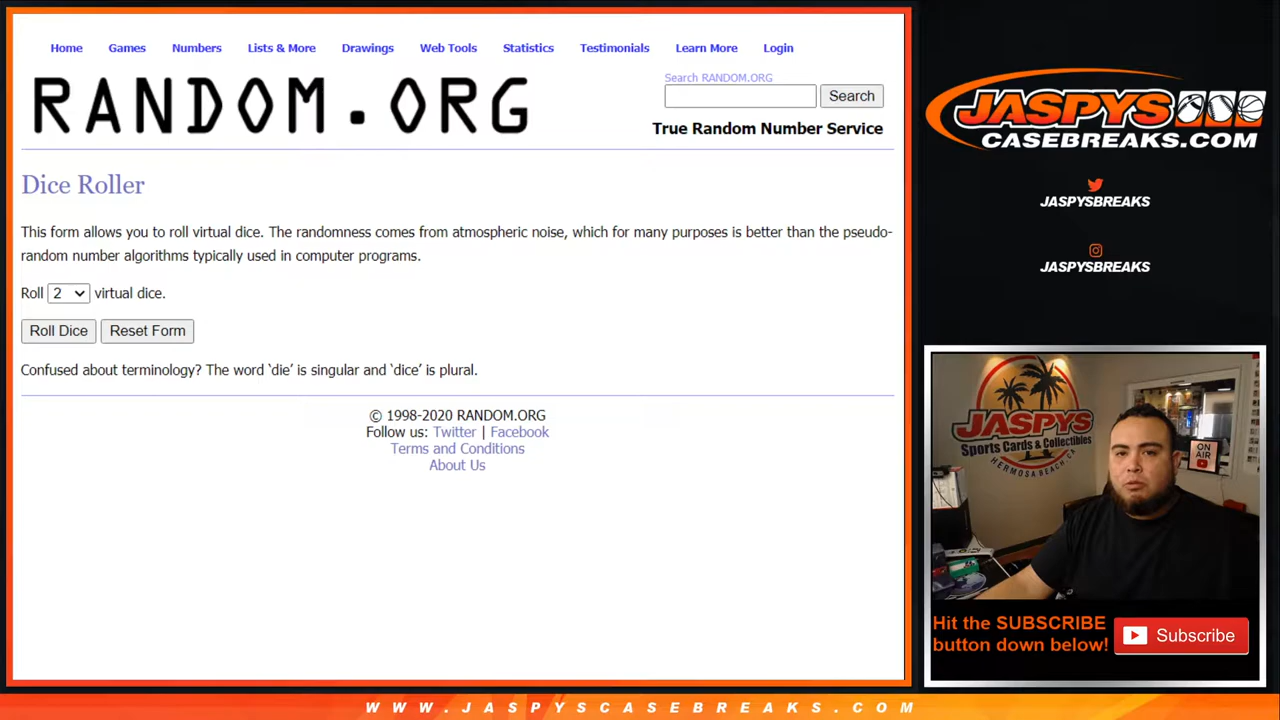 Home Games Numbers Lists & More Drawings Web Tools Statistics Testimonials Learn More Login
RANDOM.ORG
Search RANDOM.ORG
Search
True Random Number Service
Dice Roller
This form allows you to roll virtual dice. The randomness comes from atmospheric noise, which for many purposes is better than the pseudo-
random number algorithms typically used in computer programs.
Roll 2 virtual dice.
Roll Dice Reset Form
Confused about terminology? The word ‘die’ is singular and ‘dice’ is plural.
© 1998-2020 RANDOM.ORG
Follow us: Twitter | Facebook
Terms and Conditions
About Us
JASPYS
CASEBREAKS.COM
JASPYSBREAKS
JASPYSBREAKS
JASPYS
Sports Cards & Collectibles
HERMOSA BEACH, CA
ON
AIR
Hit the SUBSCRIBE
button down below!
Subscribe
WWW.JASPYSCASEBREAKS.COM